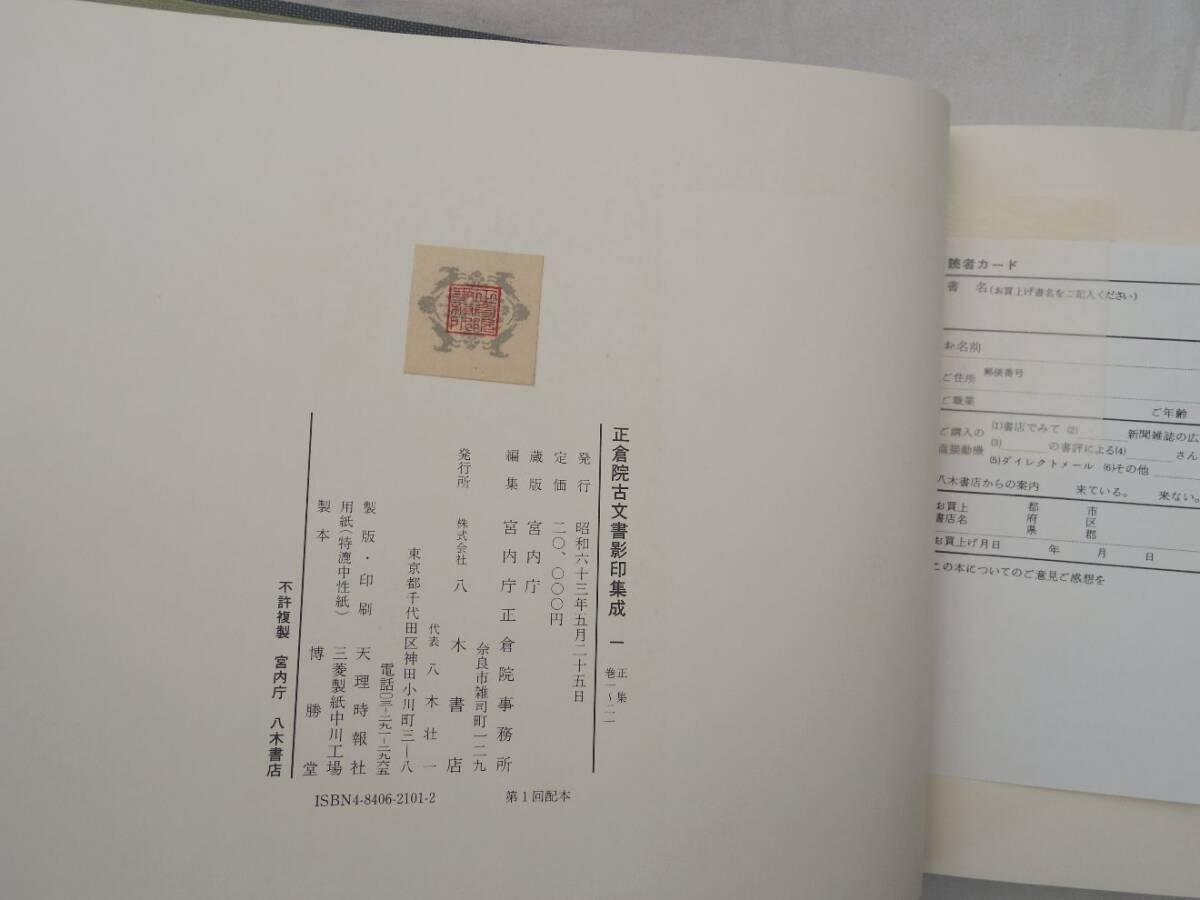 正倉院古文書影印集成 一 正集 巻一〜二一
発行 昭和六十三年五月二十五日
定価 二〇、〇〇〇円
蔵版 宮内庁
編集 宮内庁正倉院事務所
奈良市雑司町一二九
発行所 株式会社 八木書店
代表 八木壮一
東京都千代田区神田小川町三―八
電話〇三―二九一―二九六五
製版・印刷 天理時報社
用紙(特漉中性紙) 三菱製紙中川工場
製本 博勝堂
不許複製 宮内庁 八木書店
ISBN4-8406-2101-2 第1回配本
読者カード
書名(お買上げ書名をご記入ください)
お名前
ご住所 郵便番号
ご職業 ご年齢
ご購入の直接動機
(1)書店でみて (2) 新聞雑誌の広
(3) の書評による(4) さん
(5)ダイレクトメール (6)その他
八木書店からの案内 来ている。 来ない。
お買上書店名 都府県 市区郡
お買上げ月日 年 月 日
この本についてのご意見ご感想を